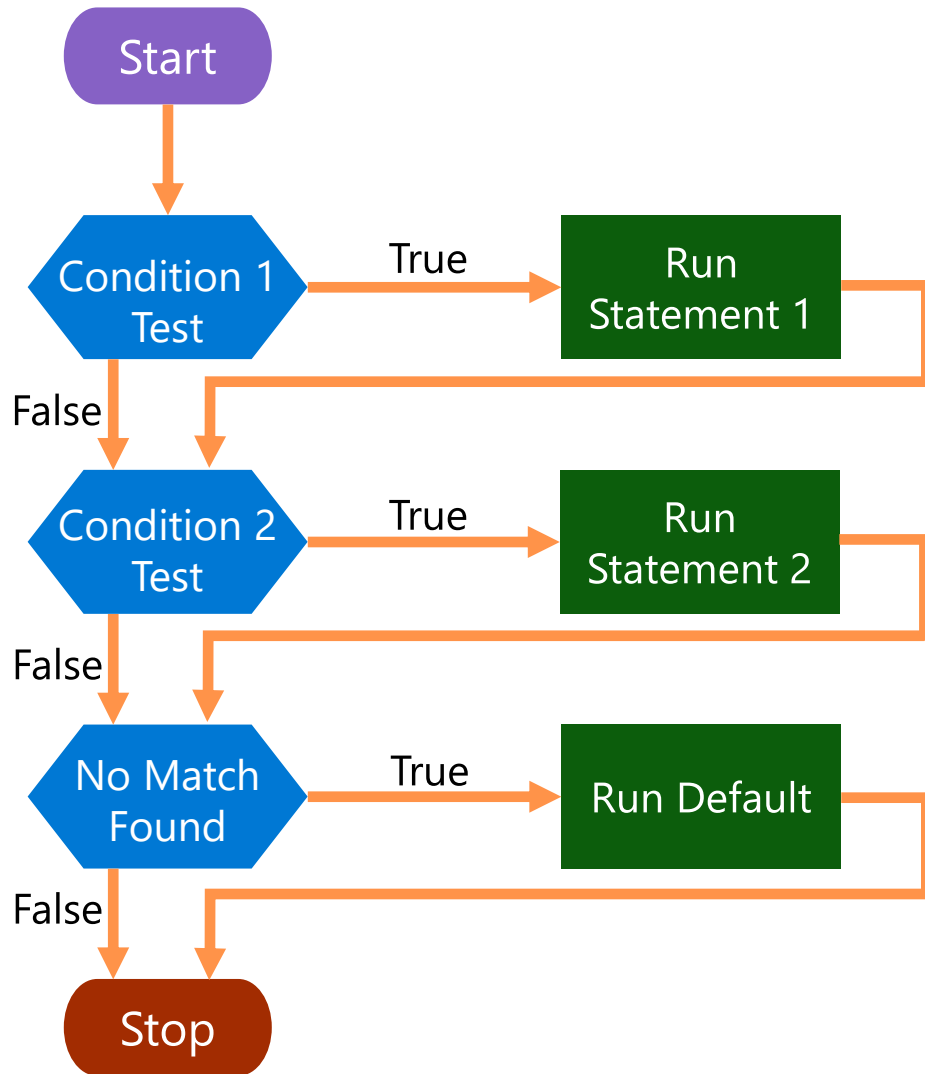 Start
True
Condition 1
Test
Run
Statement 1
False
True
Condition 2
Test
Run
Statement 2
False
True
No Match
Found
Run Default
False
Stop